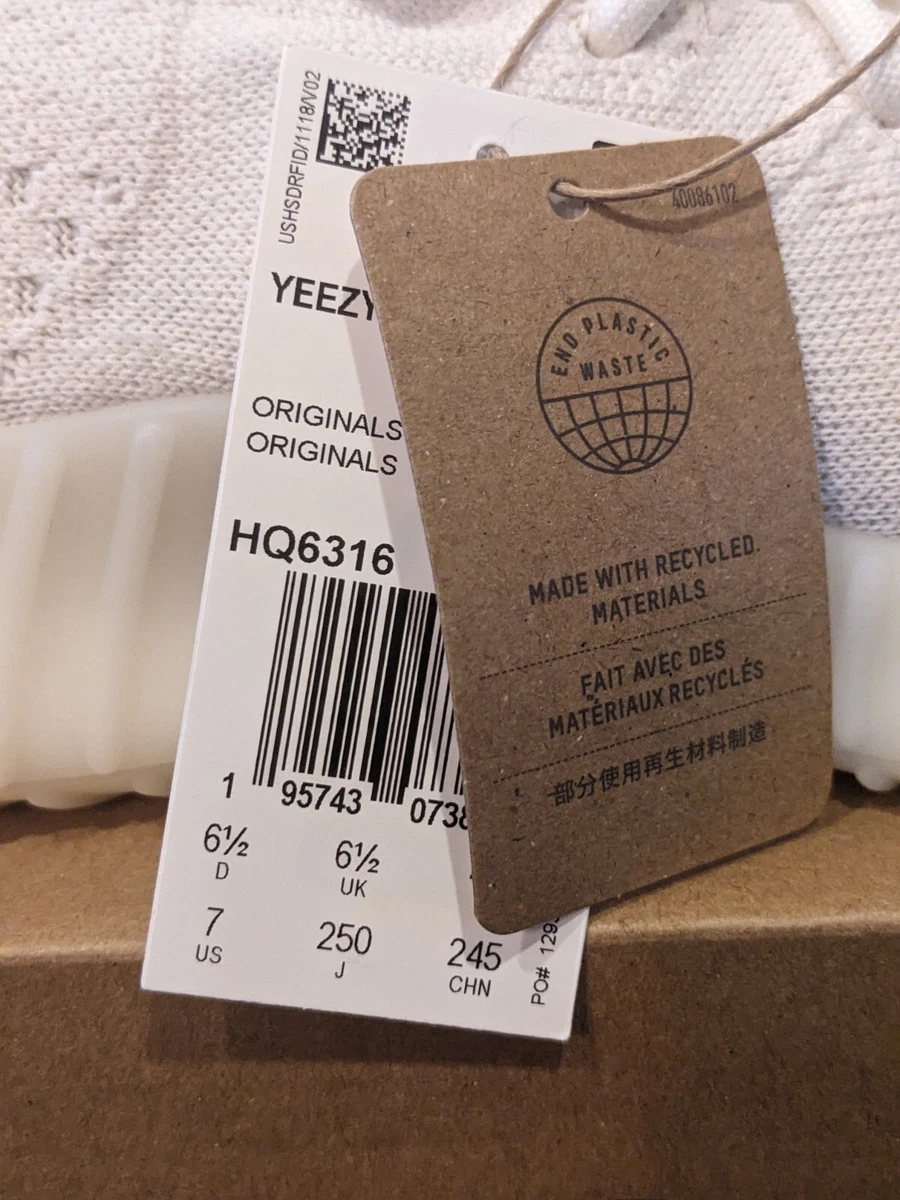 USHSDRFID/1118/V02
YEEZY
ORIGINALS
ORIGINALS
HQ6316
1 95743 0738
6½ 6½
D UK
7 250 245
US J CHN
PO# 129
40086102
END PLASTIC
WASTE
MADE WITH RECYCLED
MATERIALS
FAIT AVEC DES
MATÉRIAUX RECYCLÉS
部分使用再生材料制造